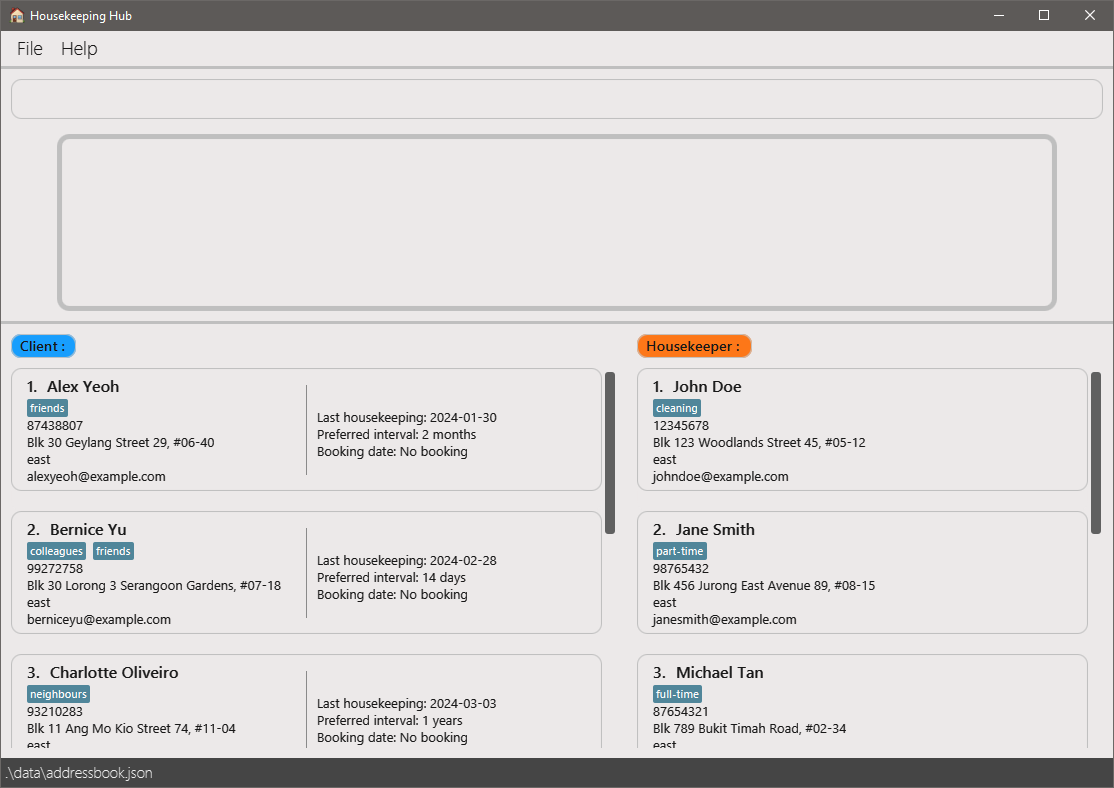 Housekeeping Hub
File Help
Client :
1. Alex Yeoh
friends
87438807
Blk 30 Geylang Street 29, #06-40
east
alexyeoh@example.com
Last housekeeping: 2024-01-30
Preferred interval: 2 months
Booking date: No booking
2. Bernice Yu
colleagues friends
99272758
Blk 30 Lorong 3 Serangoon Gardens, #07-18
east
berniceyu@example.com
Last housekeeping: 2024-02-28
Preferred interval: 14 days
Booking date: No booking
3. Charlotte Oliveiro
neighbours
93210283
Blk 11 Ang Mo Kio Street 74, #11-04
east
Last housekeeping: 2024-03-03
Preferred interval: 1 years
Booking date: No booking
Housekeeper :
1. John Doe
cleaning
12345678
Blk 123 Woodlands Street 45, #05-12
east
johndoe@example.com
2. Jane Smith
part-time
98765432
Blk 456 Jurong East Avenue 89, #08-15
east
janesmith@example.com
3. Michael Tan
full-time
87654321
Blk 789 Bukit Timah Road, #02-34
east
.\data\addressbook.json